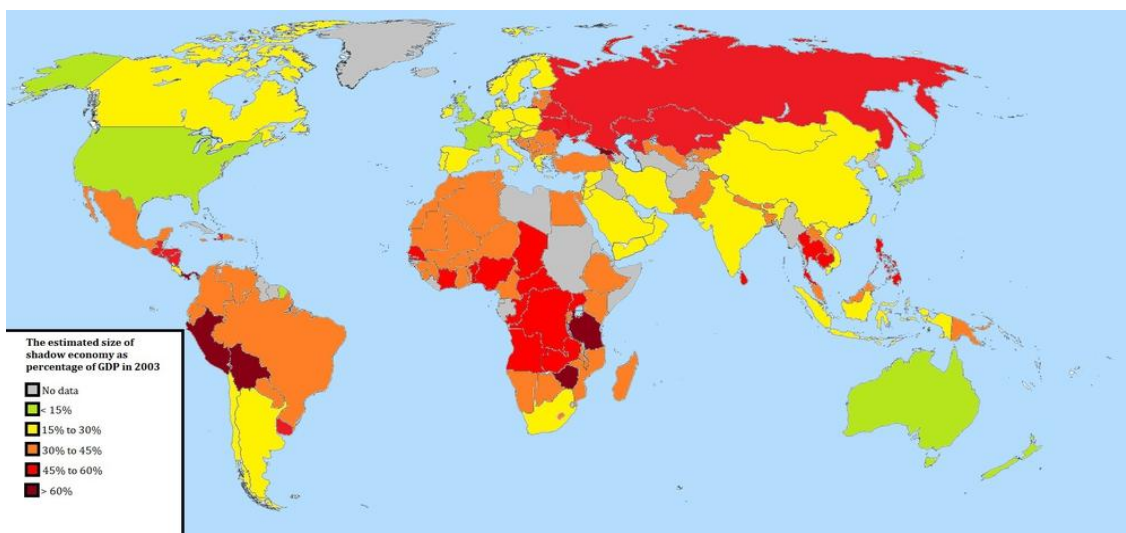 The estimated size of
shadow economy as
percentage of GDP in 2003
No data
< 15%
15% to 30%
30% to 45%
45% to 60%
> 60%